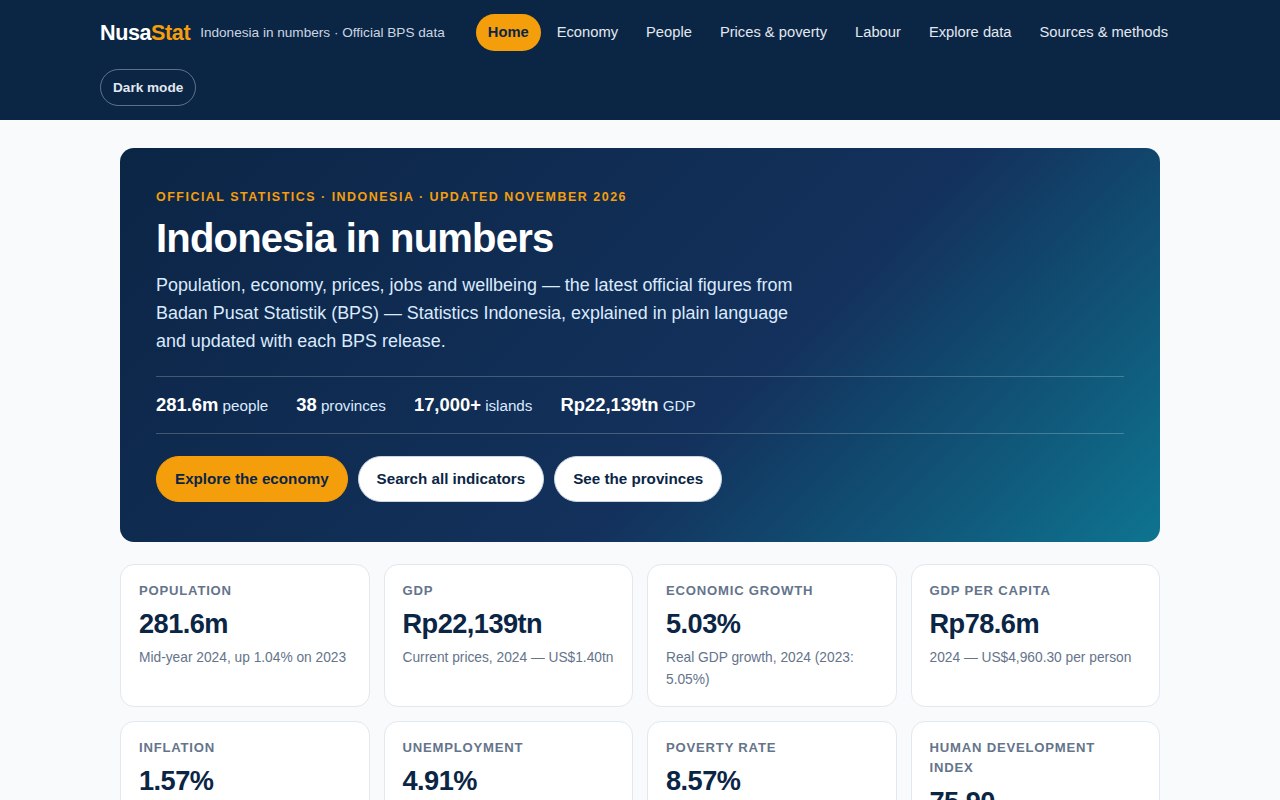 NusaStat Indonesia in numbers · Official BPS data Home Economy People Prices & poverty Labour Explore data Sources & methods
Dark mode
OFFICIAL STATISTICS · INDONESIA · UPDATED NOVEMBER 2026
Indonesia in numbers
Population, economy, prices, jobs and wellbeing — the latest official figures from
Badan Pusat Statistik (BPS) — Statistics Indonesia, explained in plain language
and updated with each BPS release.
281.6m people 38 provinces 17,000+ islands Rp22,139tn GDP
Explore the economy Search all indicators See the provinces
POPULATION
281.6m
Mid-year 2024, up 1.04% on 2023
GDP
Rp22,139tn
Current prices, 2024 — US$1.40tn
ECONOMIC GROWTH
5.03%
Real GDP growth, 2024 (2023:
5.05%)
GDP PER CAPITA
Rp78.6m
2024 — US$4,960.30 per person
INFLATION
1.57%
UNEMPLOYMENT
4.91%
POVERTY RATE
8.57%
HUMAN DEVELOPMENT
INDEX
75.90